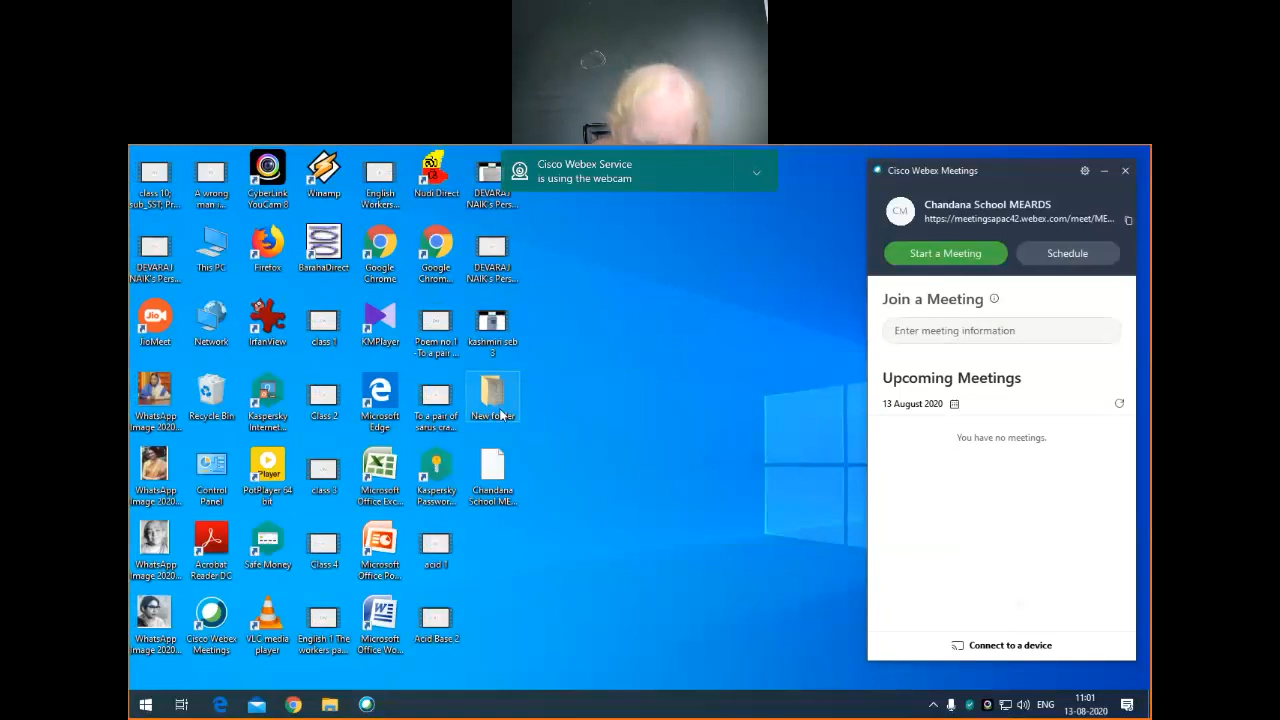 Cisco Webex Service
is using the webcam
Cisco Webex Meetings
CM
Chandana School MEARDS
https://meetingsapac42.webex.com/meet/ME...
Start a Meeting
Schedule
Join a Meeting
Enter meeting information
Upcoming Meetings
13 August 2020
You have no meetings.
Connect to a device
class 10;
sub_SST; Pr...
A wrong
man i...
CyberLink
YouCam 8
Winamp
English
Workers...
Nudi Direct
DEVARAJ
NAIK's Pers...
DEVARAJ
NAIK's Pers...
This PC
Firefox
BarahaDirect
Google
Chrome
Google
Chrom...
DEVARAJ
NAIK's Pers...
Jio
JioMeet
Network
IrfanView
class 1
KMPlayer
Poem no.1
-To a pair ...
kashmiri seb
3
WhatsApp
Image 2020...
Recycle Bin
Kaspersky
Internet...
Class 2
Microsoft
Edge
To a pair of
sarus cra...
New folder
WhatsApp
Image 2020...
Control
Panel
Player
PotPlayer 64
bit
class 3
Microsoft
Office Exc...
Kaspersky
Passwor...
Chandana
School ME...
WhatsApp
Image 2020...
Acrobat
Reader DC
Safe Money
Class 4
Microsoft
Office Po...
acid 1
WhatsApp
Image 2020...
Cisco Webex
Meetings
VLC media
player
English 1 The
workers pa...
Microsoft
Office Wo...
Acid Base 2
ENG
11:01
13-08-2020